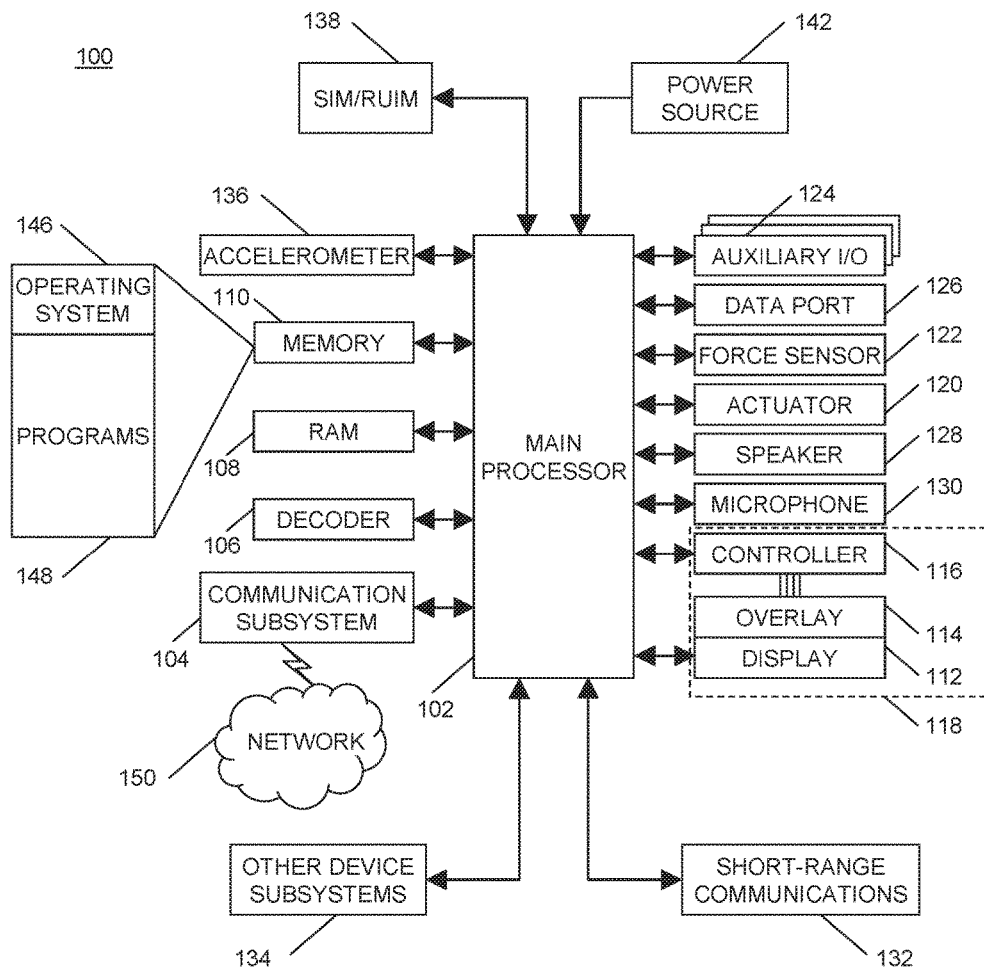 100
138
SIM/RUIM
142
POWER
SOURCE
136
ACCELEROMETER
146
OPERATING
SYSTEM
PROGRAMS
148
110
MEMORY
RAM
108
DECODER
106
COMMUNICATION
SUBSYSTEM
104
NETWORK
150
MAIN
PROCESSOR
102
124
AUXILIARY I/O
DATA PORT
126
FORCE SENSOR
122
ACTUATOR
120
SPEAKER
128
MICROPHONE
130
CONTROLLER
116
OVERLAY
114
DISPLAY
112
118
OTHER DEVICE
SUBSYSTEMS
134
SHORT-RANGE
COMMUNICATIONS
132